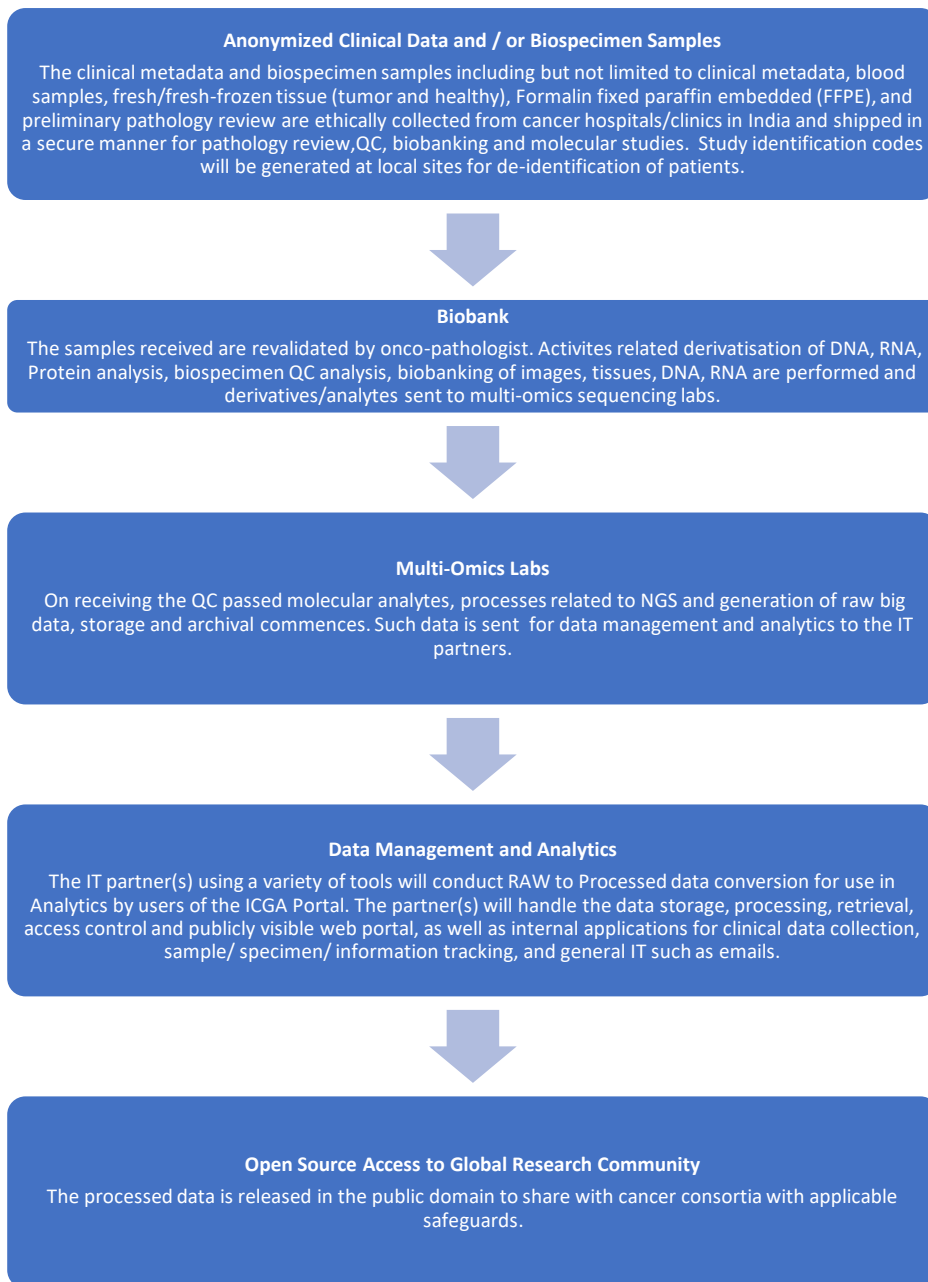 Anonymized Clinical Data and / or Biospecimen Samples
The clinical metadata and biospecimen samples including but not limited to clinical metadata, blood
samples, fresh/fresh-frozen tissue (tumor and healthy), Formalin fixed paraffin embedded (FFPE), and
preliminary pathology review are ethically collected from cancer hospitals/clinics in India and shipped in
a secure manner for pathology review,QC, biobanking and molecular studies. Study identification codes
will be generated at local sites for de-identification of patients.
Biobank
The samples received are revalidated by onco-pathologist. Activites related derivatisation of DNA, RNA,
Protein analysis, biospecimen QC analysis, biobanking of images, tissues, DNA, RNA are performed and
derivatives/analytes sent to multi-omics sequencing labs.
Multi-Omics Labs
On receiving the QC passed molecular analytes, processes related to NGS and generation of raw big
data, storage and archival commences. Such data is sent for data management and analytics to the IT
partners.
Data Management and Analytics
The IT partner(s) using a variety of tools will conduct RAW to Processed data conversion for use in
Analytics by users of the ICGA Portal. The partner(s) will handle the data storage, processing, retrieval,
access control and publicly visible web portal, as well as internal applications for clinical data collection,
sample/ specimen/ information tracking, and general IT such as emails.
Open Source Access to Global Research Community
The processed data is released in the public domain to share with cancer consortia with applicable
safeguards.